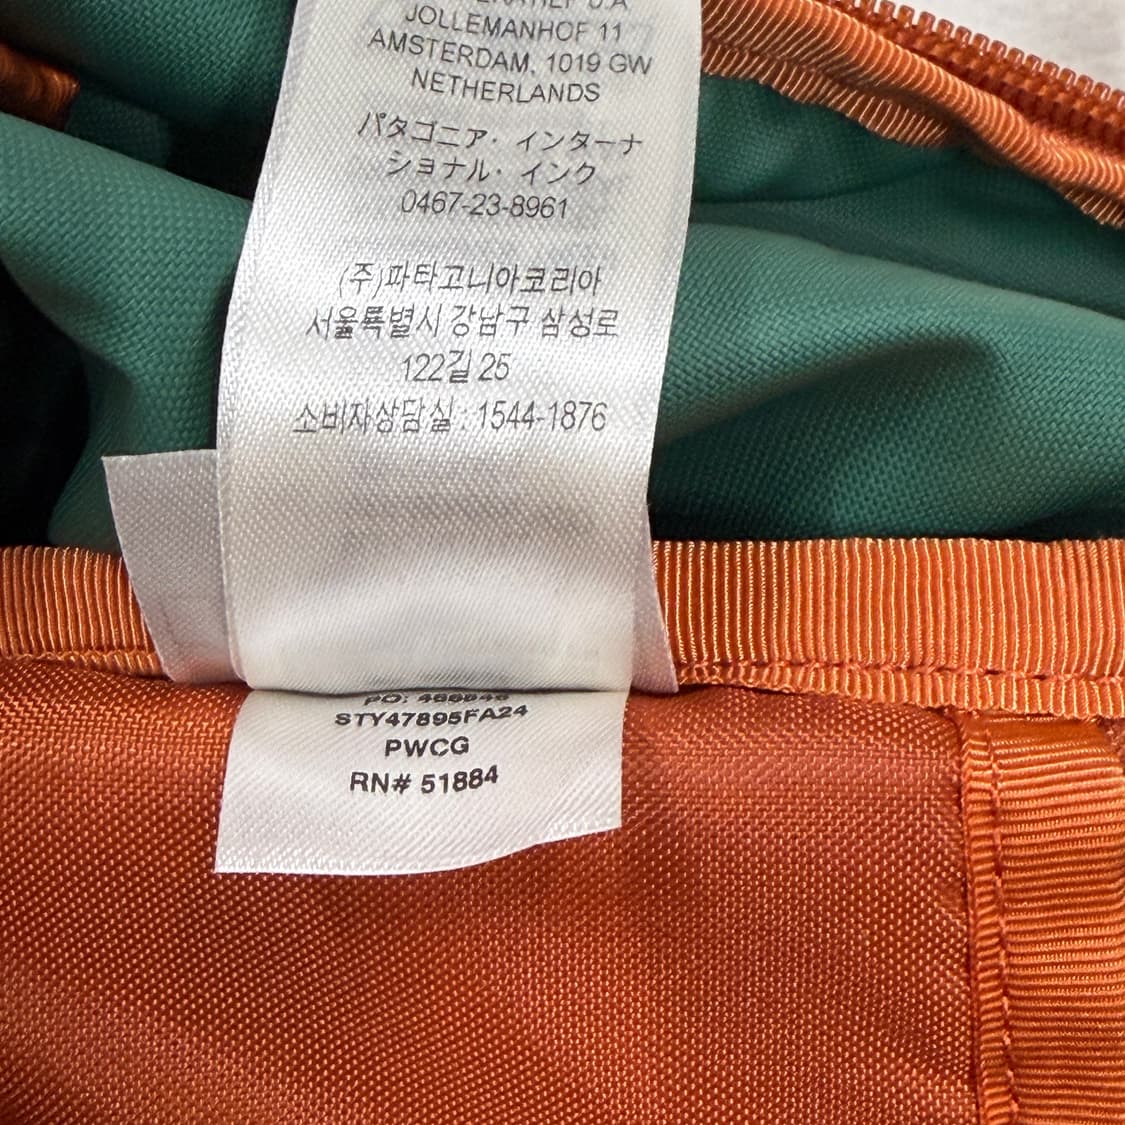 U.A
JOLLEMANHOF 11
AMSTERDAM, 1019 GW
NETHERLANDS
パタゴニア・インターナ
ショナル・インク
0467-23-8961
(주)파타고니아코리아
서울특별시 강남구 삼성로
122길 25
소비자상담실 : 1544-1876
PO:
STY47895FA24
PWCG
RN# 51884